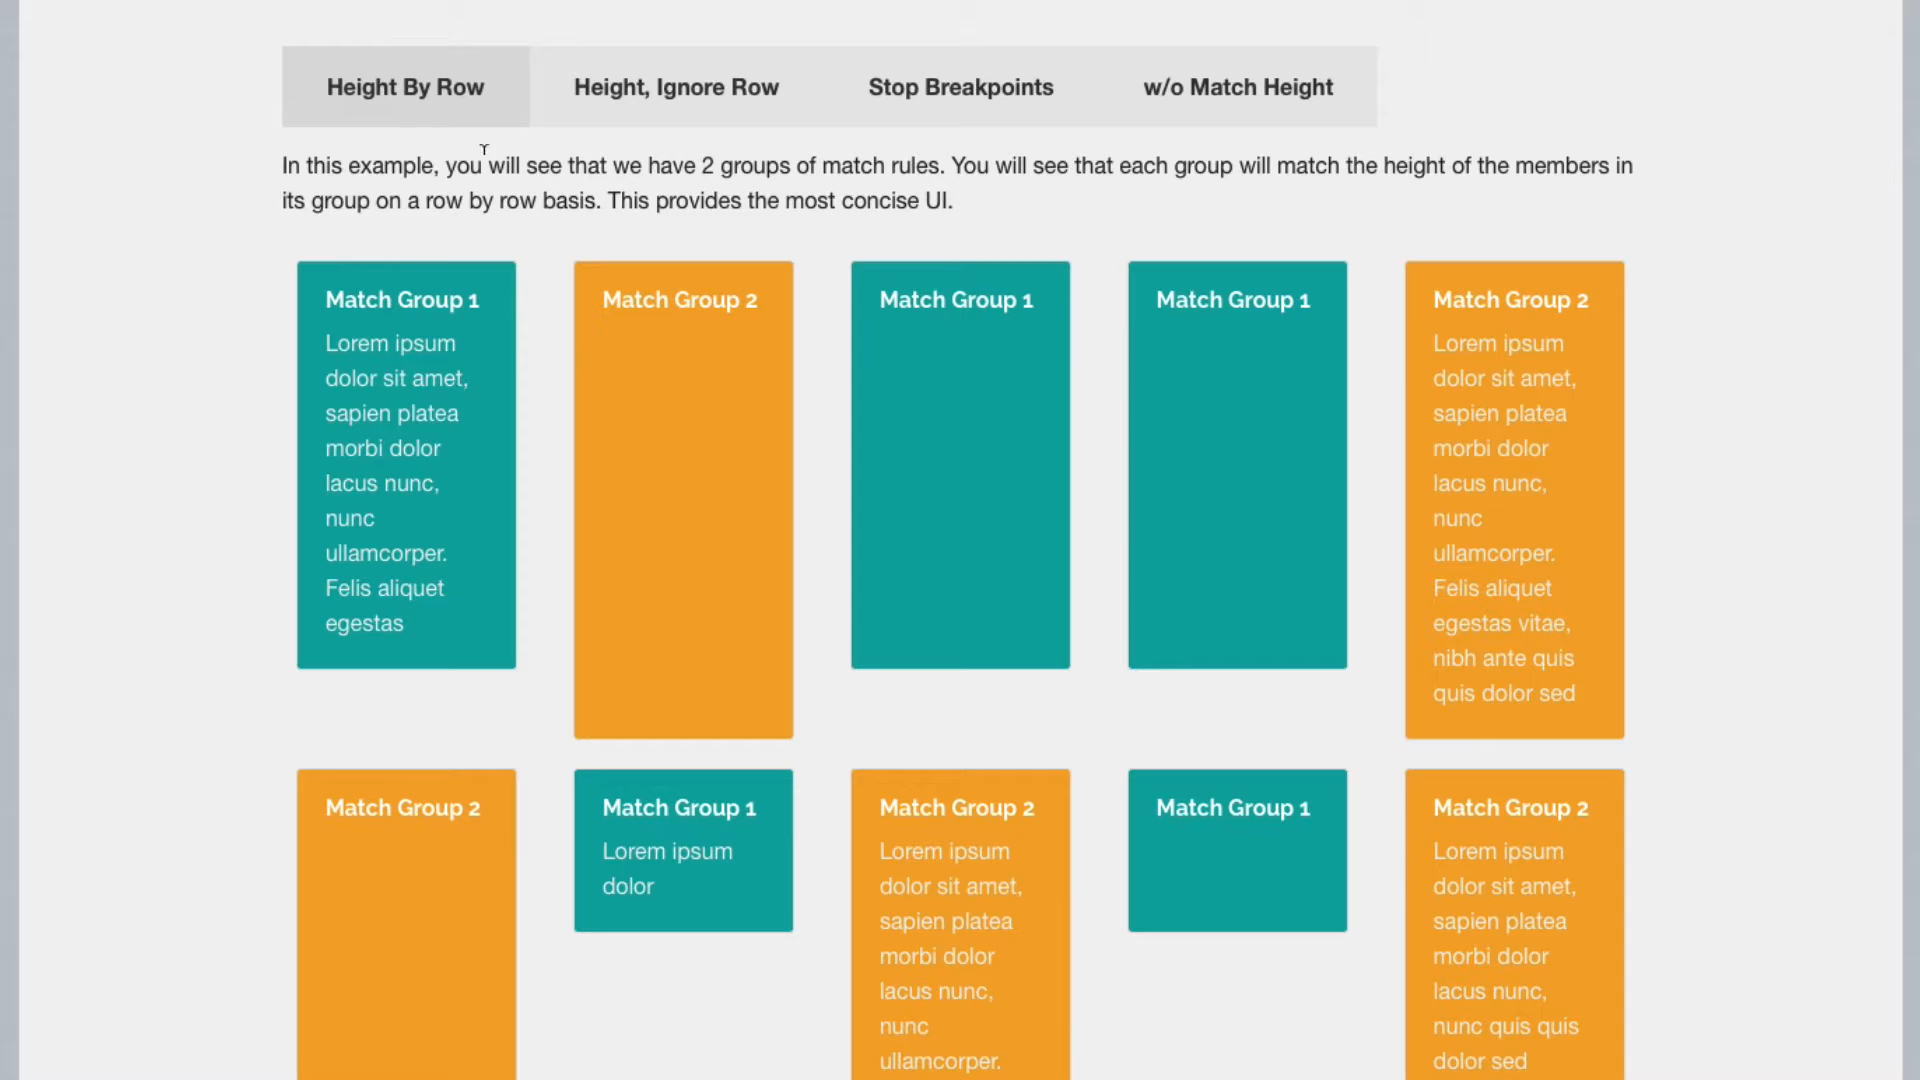 Height By Row
Height, Ignore Row
Stop Breakpoints
w/o Match Height
In this example, you will see that we have 2 groups of match rules. You will see that each group will match the height of the members in
its group on a row by row basis. This provides the most concise UI.
Match Group 1
Lorem ipsum
dolor sit amet,
sapien platea
morbi dolor
lacus nunc,
nunc
ullamcorper.
Felis aliquet
egestas
Match Group 2
Match Group 1
Match Group 1
Match Group 2
Lorem ipsum
dolor sit amet,
sapien platea
morbi dolor
lacus nunc,
nunc
ullamcorper.
Felis aliquet
egestas vitae,
nibh ante quis
quis dolor sed
Match Group 2
Match Group 1
Lorem ipsum
dolor
Match Group 2
Lorem ipsum
dolor sit amet,
sapien platea
morbi dolor
lacus nunc,
nunc
ullamcorper.
Match Group 1
Match Group 2
Lorem ipsum
dolor sit amet,
sapien platea
morbi dolor
lacus nunc,
nunc quis quis
dolor sed